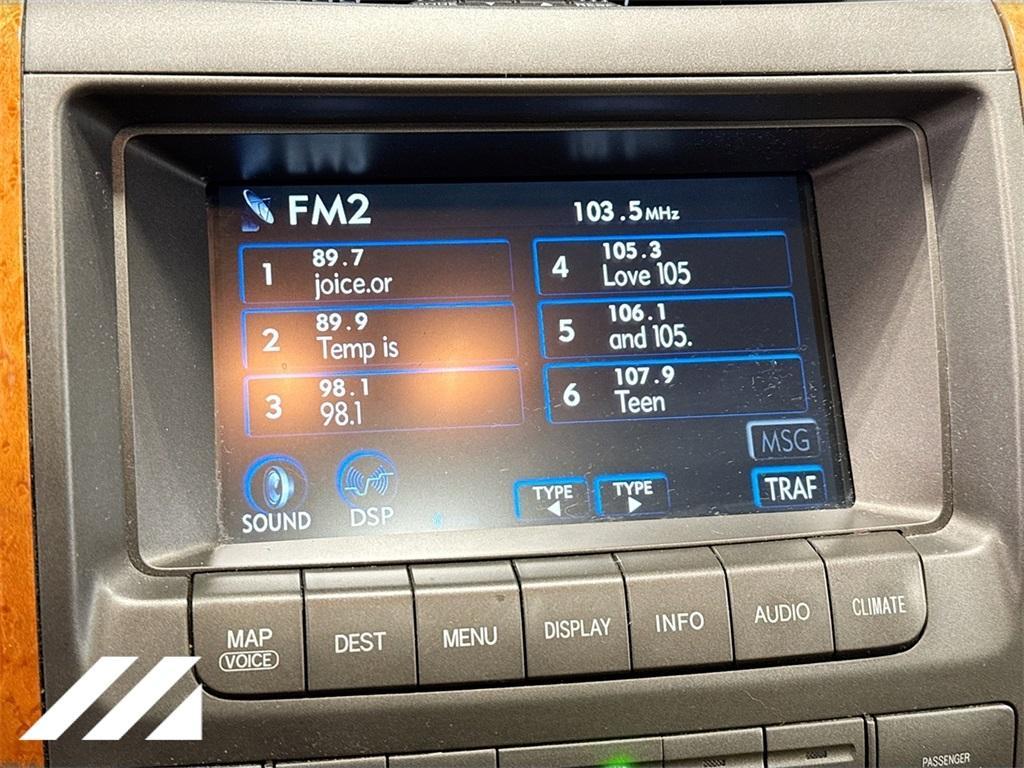 FM2
103.5 MHz
1 89.7
joice.or
2 89.9
Temp is
3 98.1
98.1
4 105.3
Love 105
5 106.1
and 105.
6 107.9
Teen
MSG
SOUND
DSP
TYPE
TYPE
TRAF
MAP
VOICE
DEST
MENU
DISPLAY
INFO
AUDIO
CLIMATE
PASSENGER